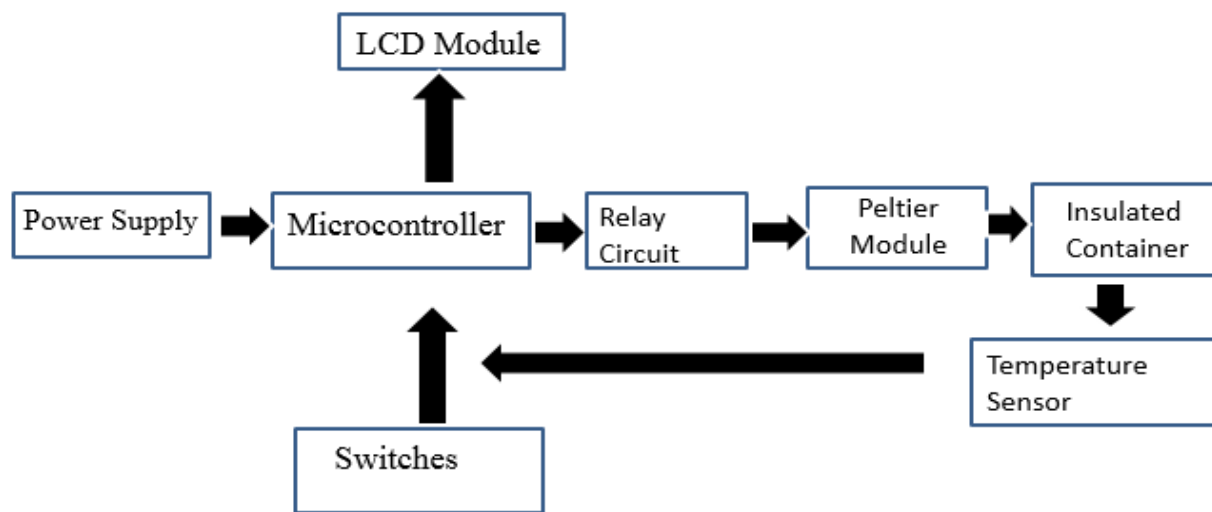 LCD Module
Power Supply
Microcontroller
Relay
Circuit
Peltier
Module
Insulated
Container
Temperature
Sensor
Switches